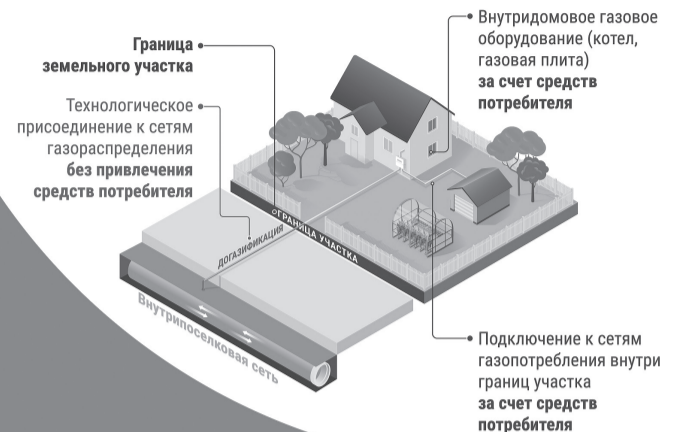 Граница
земельного участка
Технологическое
присоединение к сетям
газораспределения
без привлечения
средств потребителя
Внутридомовое газовое
оборудование (котел,
газовая плита)
за счет средств
потребителя
ГРАНИЦА УЧАСТКА
ДОГАЗИФИКАЦИЯ
Внутрипоселковая сеть
Подключение к сетям
газопотребления внутри
границ участка
за счет средств
потребителя